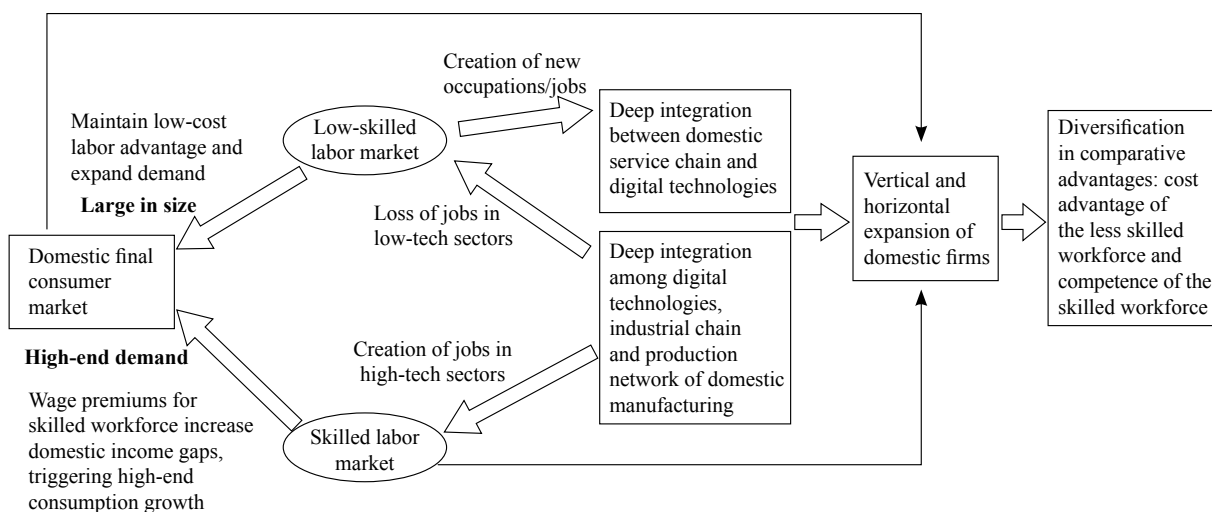 Creation of new
occupations/jobs
Maintain low-cost
labor advantage and
expand demand
Large in size
Low-skilled
labor market
Deep integration
between domestic
service chain and
digital technologies
Loss of jobs in
low-tech sectors
Domestic final
consumer
market
Deep integration
among digital
technologies,
industrial chain
and production
network of domestic
manufacturing
Vertical and
horizontal
expansion of
domestic firms
Diversification
in comparative
advantages: cost
advantage of
the less skilled
workforce and
competence of the
skilled workforce
High-end demand
Creation of jobs in
high-tech sectors
Wage premiums for
skilled workforce increase
domestic income gaps,
triggering high-end
consumption growth
Skilled labor
market